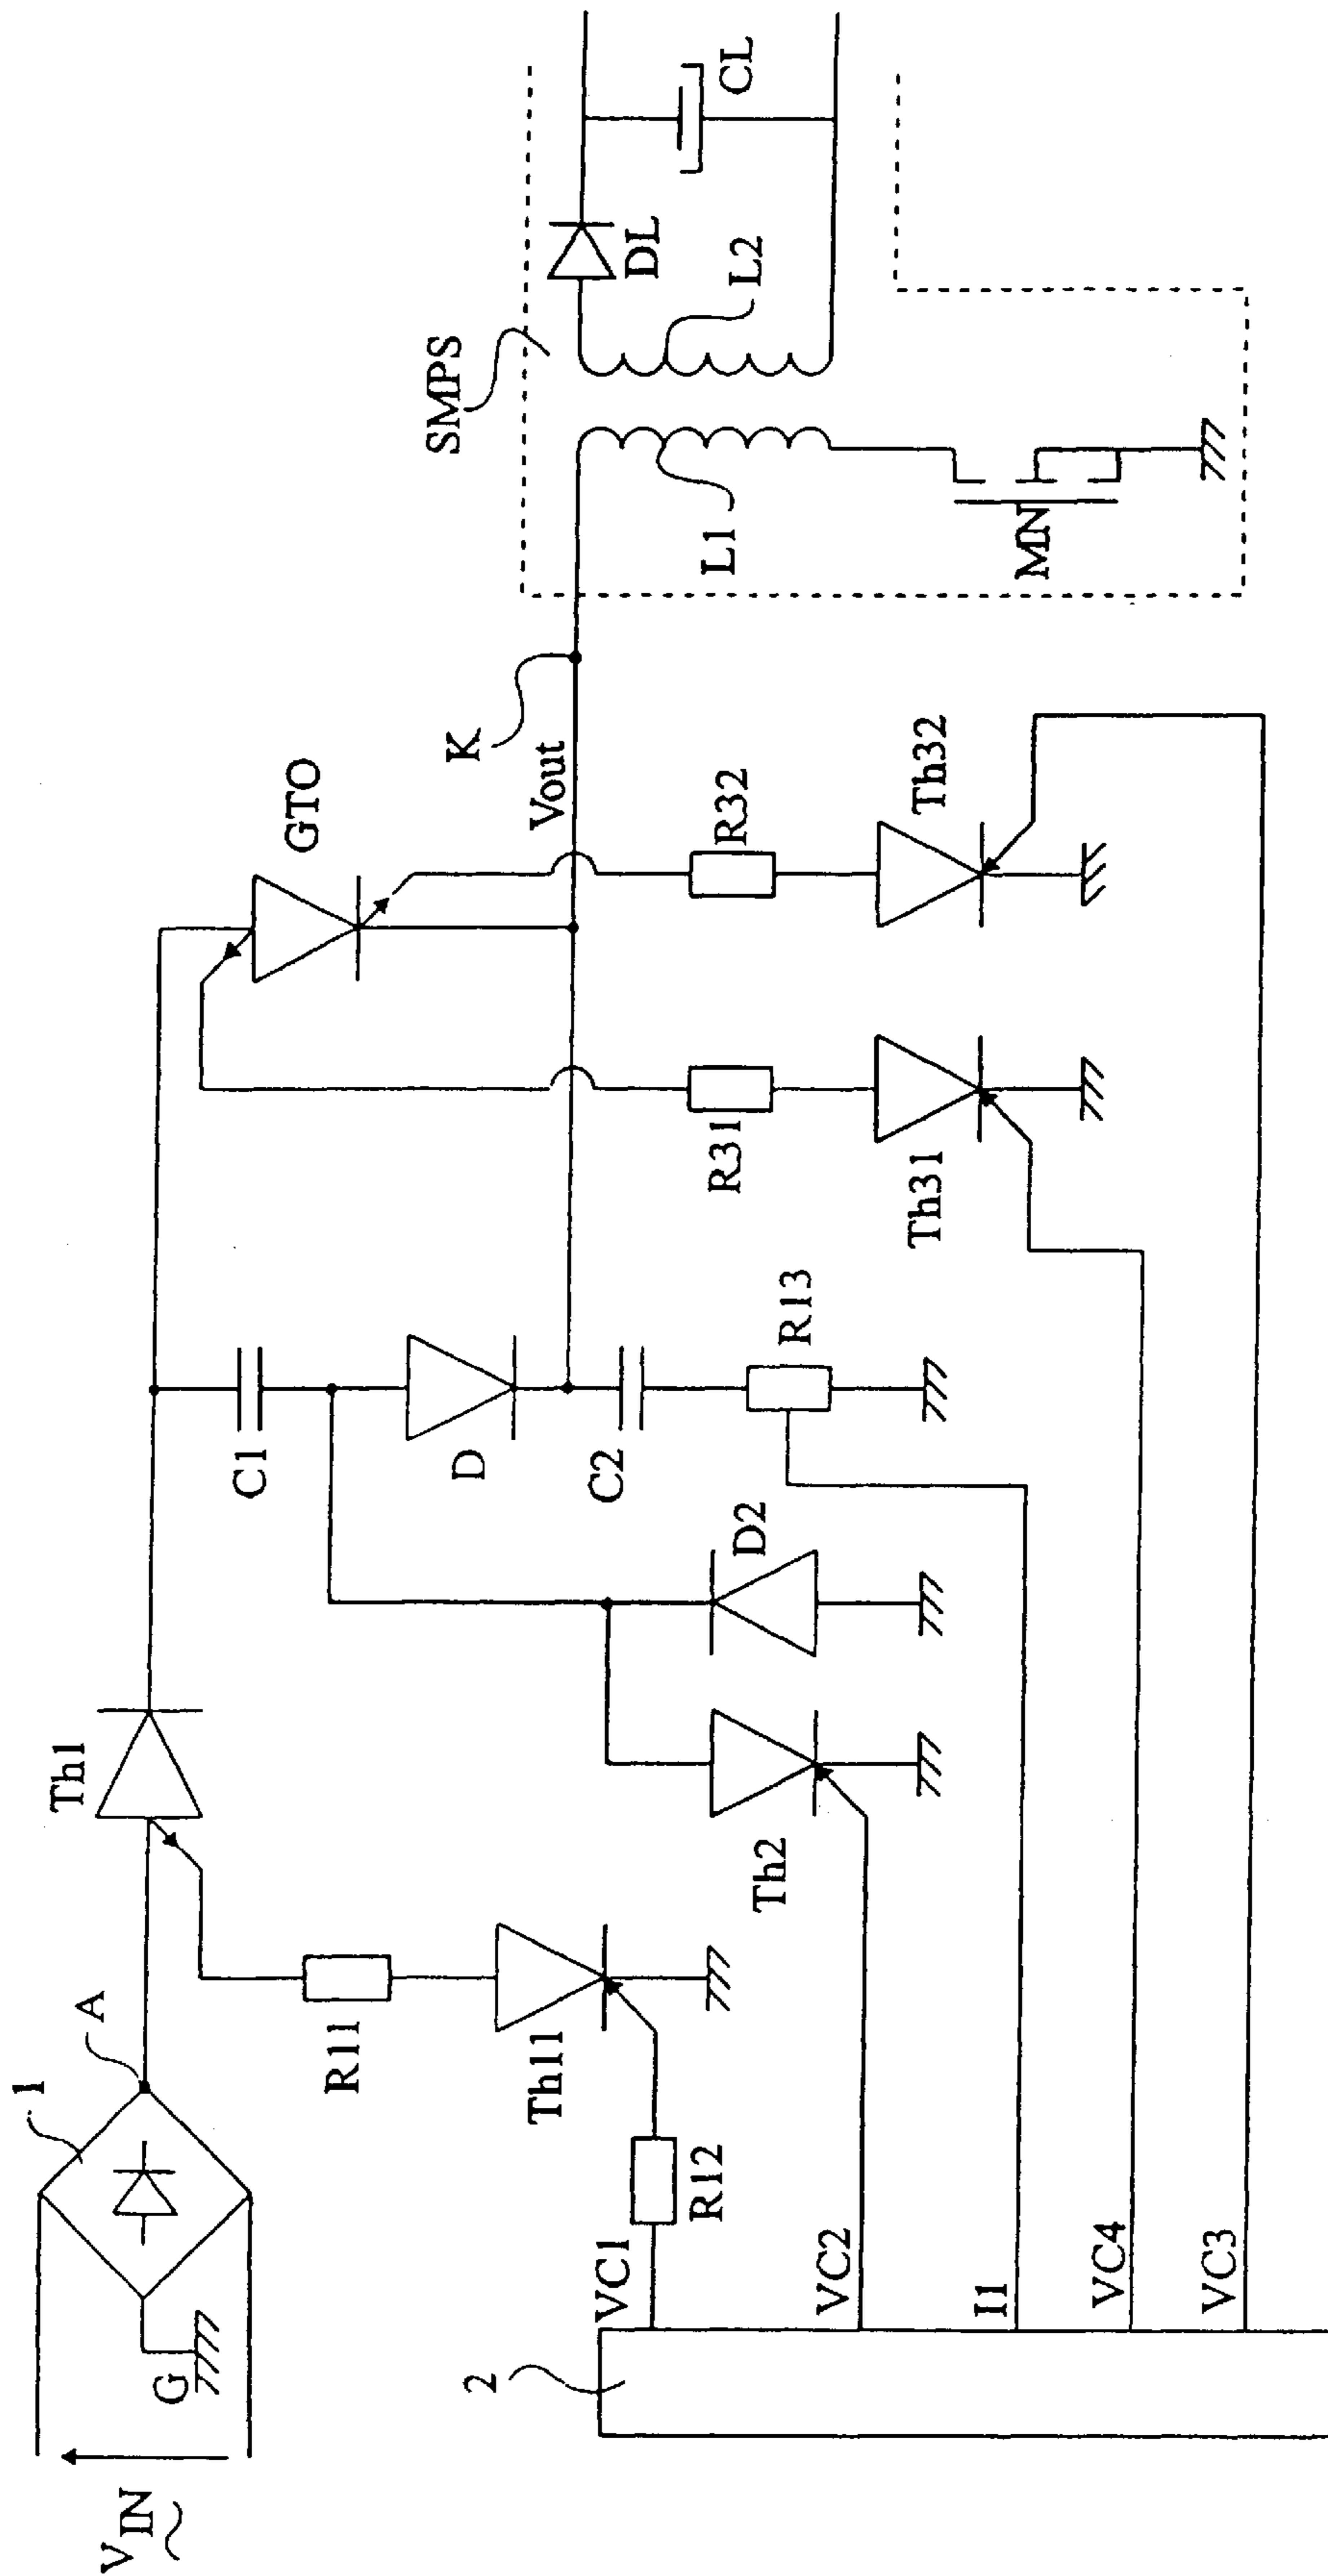 V IN
~
G
1
A
Th1
R11
Th11
R12
VC1
2
VC2
I1
VC4
VC3
Th2
D2
C1
D
C2
R13
GTO
R31
Th31
R32
Th32
Vout
K
SMPS
L1
L2
MN
DL
CL